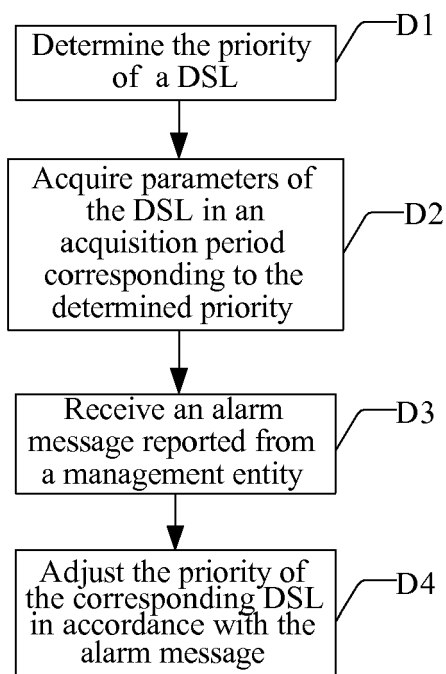 Determine the priority
of a DSL
D1
Acquire parameters of
the DSL in an
acquisition period
corresponding to the
determined priority
D2
Receive an alarm
message reported from
a management entity
D3
Adjust the priority of
the corresponding DSL
in accordance with the
alarm message
D4